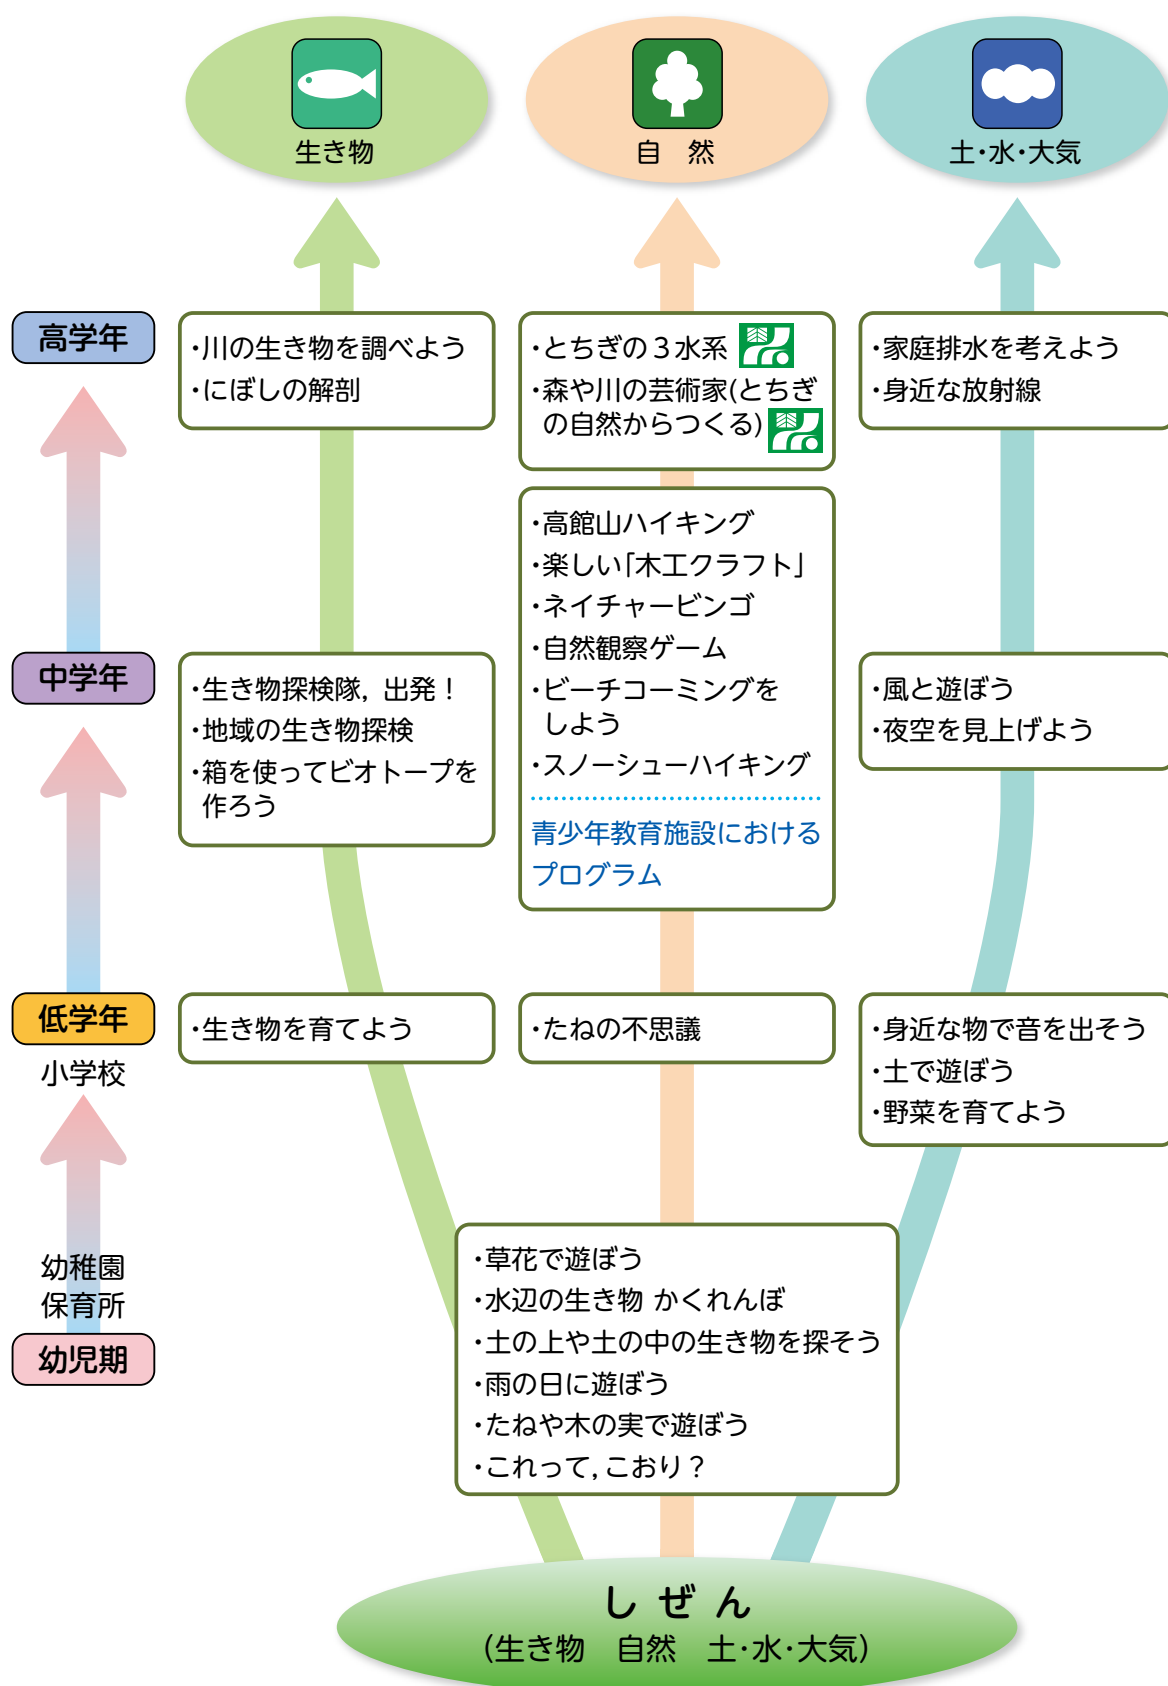 生き物
自　然
土・水・大気
高学年
・川の生き物を調べよう
・にぼしの解剖
・とちぎの３水系
・森や川の芸術家(とちぎ
の自然からつくる)
・家庭排水を考えよう
・身近な放射線
・高館山ハイキング
・楽しい「木工クラフト」
・ネイチャービンゴ
・自然観察ゲーム
・ビーチコーミングを
しよう
・スノーシューハイキング
青少年教育施設における
プログラム
中学年
・生き物探検隊，出発！
・地域の生き物探検
・箱を使ってビオトープを
作ろう
・風と遊ぼう
・夜空を見上げよう
低学年
小学校
・生き物を育てよう
・たねの不思議
・身近な物で音を出そう
・土で遊ぼう
・野菜を育てよう
幼稚園
保育所
幼児期
・草花で遊ぼう
・水辺の生き物 かくれんぼ
・土の上や土の中の生き物を探そう
・雨の日に遊ぼう
・たねや木の実で遊ぼう
・これって，こおり？
し ぜ ん
(生き物　自然　土・水・大気)